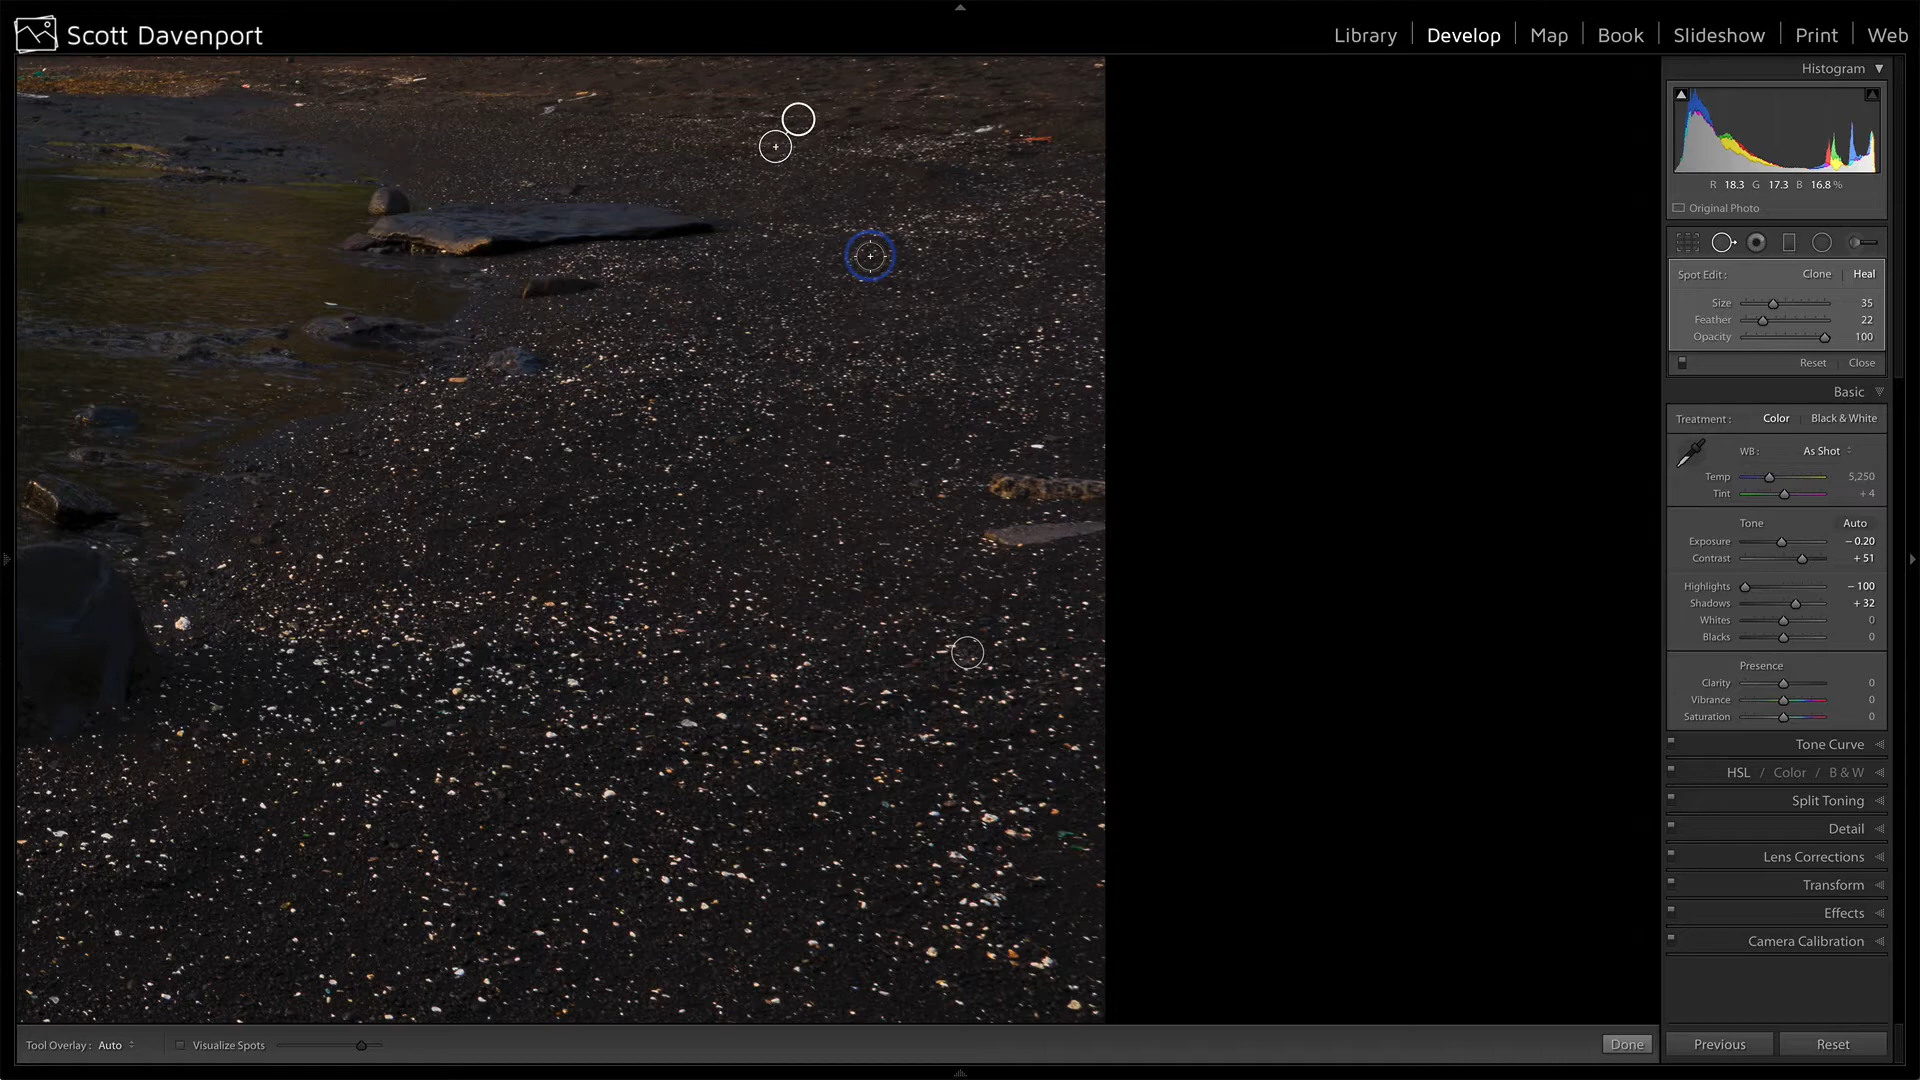 Scott Davenport
Library Develop Map Book Slideshow Print Web
Histogram
R 18.3 G 17.3 B 16.8 %
Original Photo
Spot Edit : Clone Heal
Size 35
Feather 22
Opacity 100
Reset Close
Basic
Treatment : Color Black & White
WB : As Shot
Temp 5,250
Tint + 4
Tone Auto
Exposure − 0.20
Contrast + 51
Highlights − 100
Shadows + 32
Whites 0
Blacks 0
Presence
Clarity 0
Vibrance 0
Saturation 0
Tone Curve
HSL / Color / B & W
Split Toning
Detail
Lens Corrections
Transform
Effects
Camera Calibration
Tool Overlay : Auto Visualize Spots Done Previous Reset